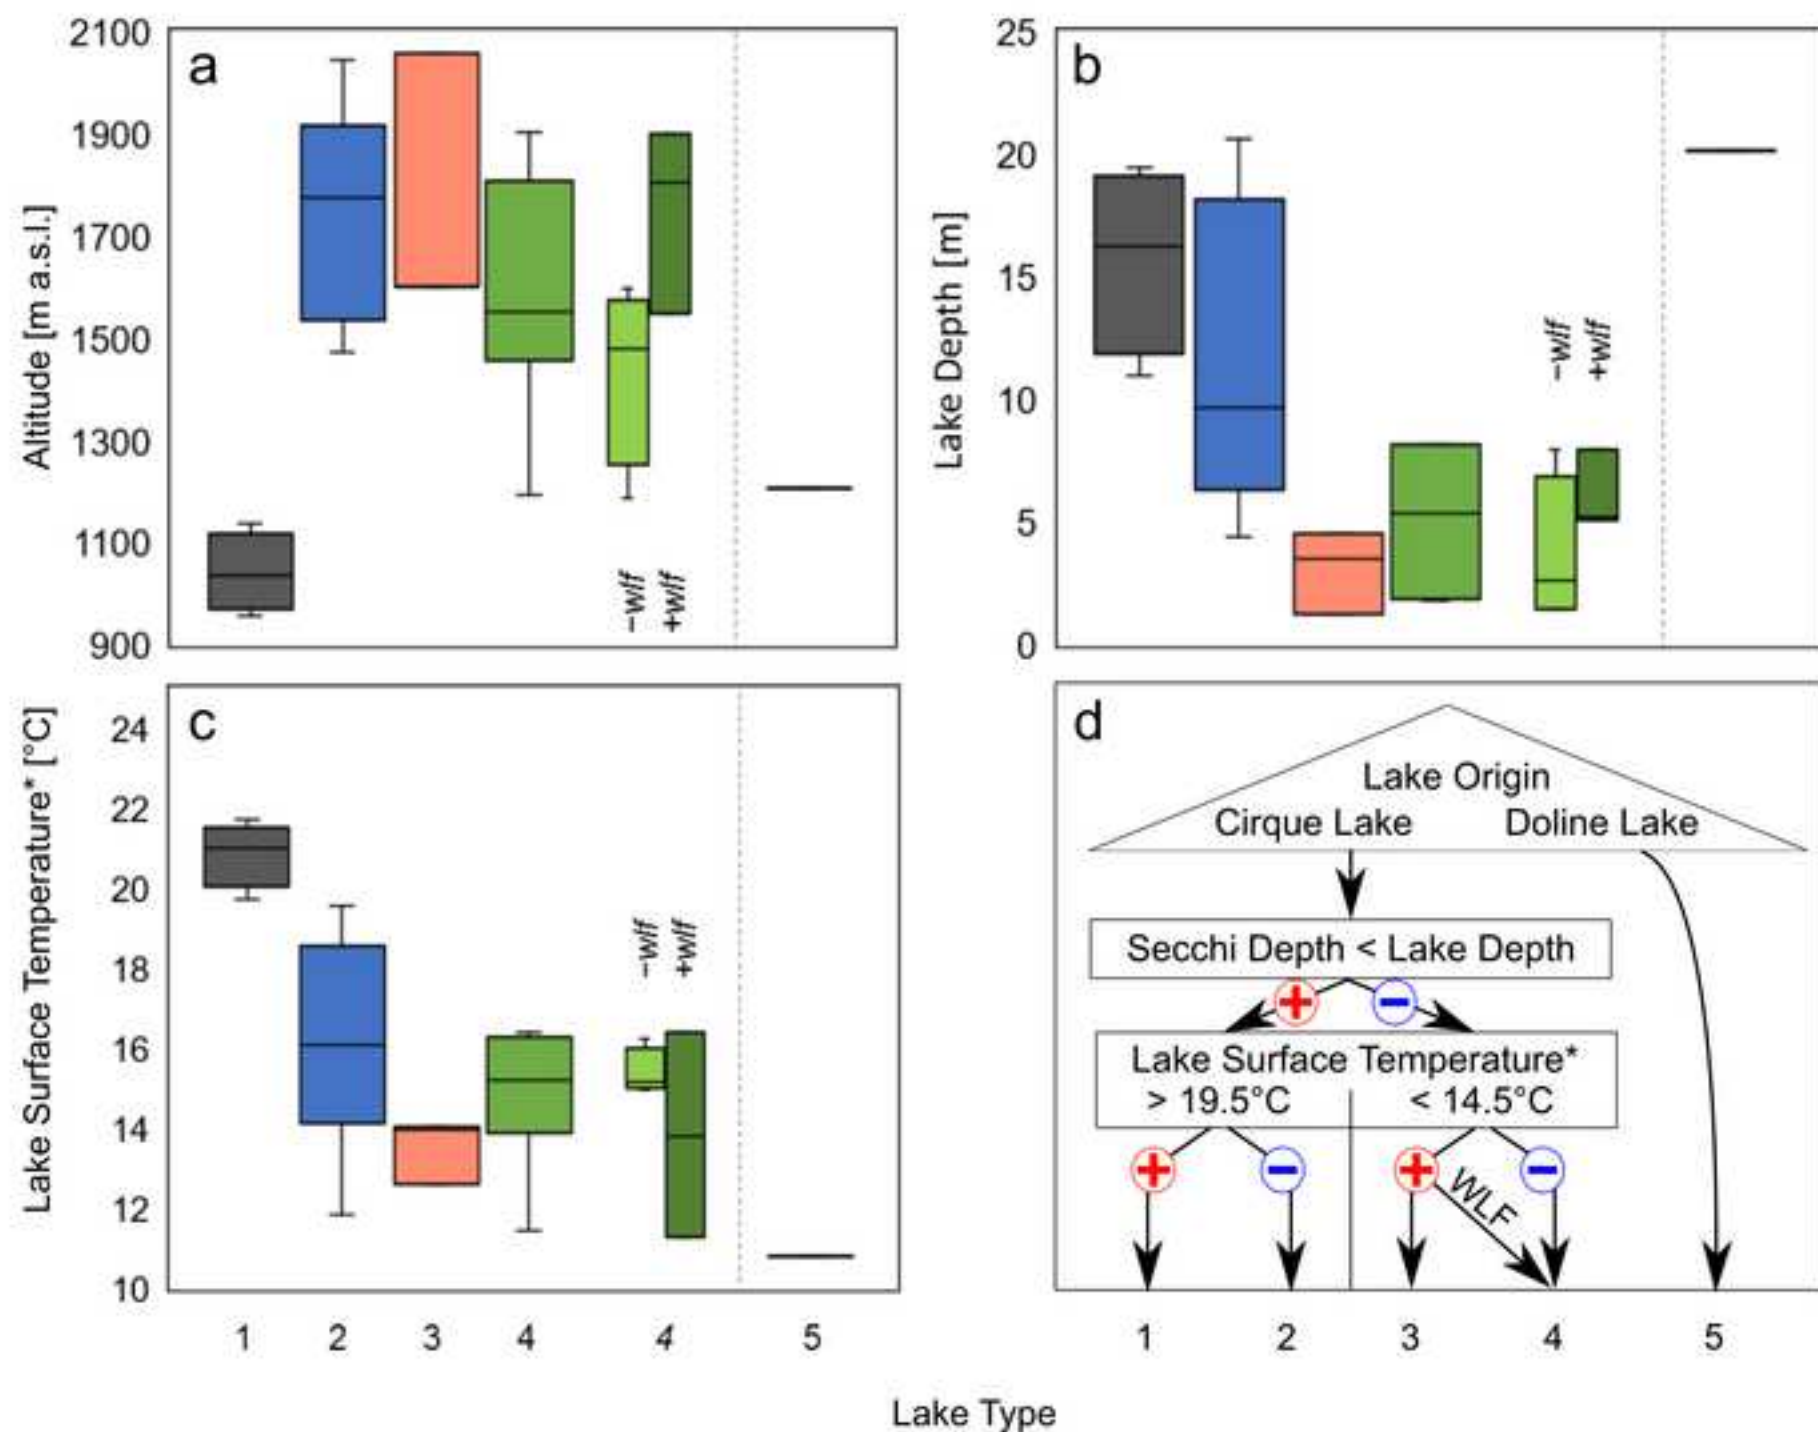 a
Altitude [m a.s.l.]
2100
1900
1700
1500
1300
1100
900
–wlf
+wlf
b
Lake Depth [m]
25
20
15
10
5
0
–wlf
+wlf
c
Lake Surface Temperature* [°C]
24
22
20
18
16
14
12
10
–wlf
+wlf
1 2 3 4 4 5
d
Lake Origin
Cirque Lake Doline Lake
Secchi Depth < Lake Depth
+ –
Lake Surface Temperature*
> 19.5°C < 14.5°C
+ – + –
WLF
1 2 3 4 5
Lake Type